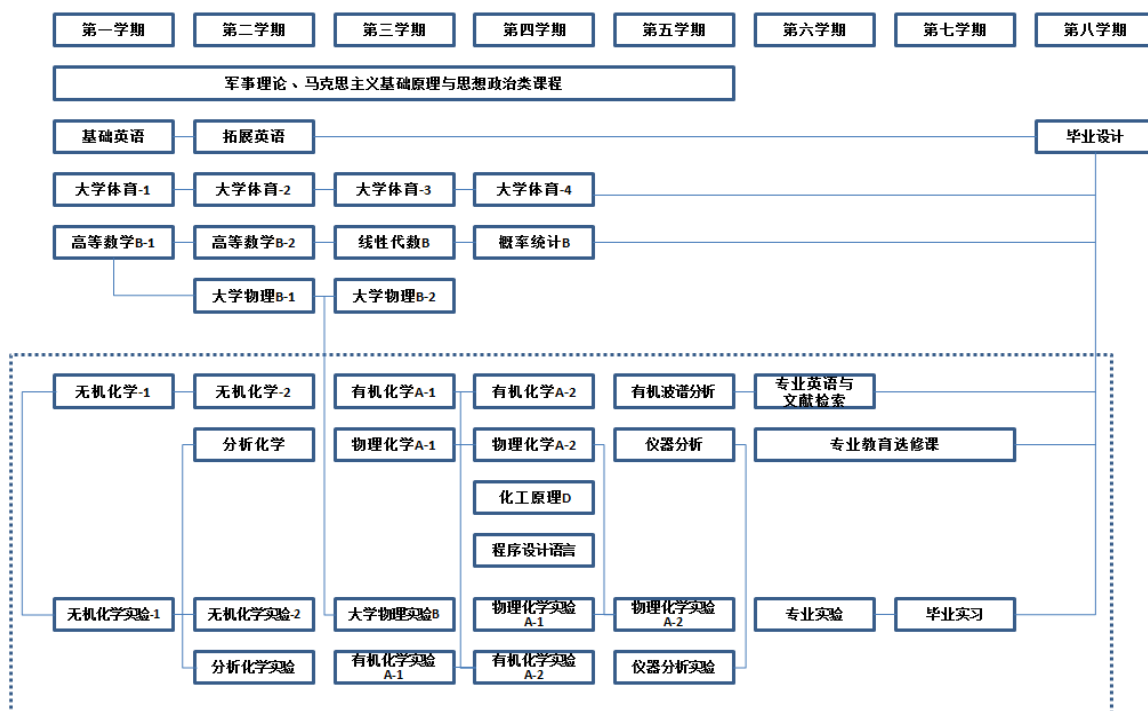 第一学期
第二学期
第三学期
第四学期
第五学期
第六学期
第七学期
第八学期
军事理论、马克思主义基础原理与思想政治类课程
基础英语
拓展英语
毕业设计
大学体育-1
大学体育-2
大学体育-3
大学体育-4
高等数学B-1
高等数学B-2
线性代数B
概率统计B
大学物理B-1
大学物理B-2
无机化学-1
无机化学-2
有机化学A-1
有机化学A-2
有机波谱分析
专业英语与
文献检索
分析化学
物理化学A-1
物理化学A-2
仪器分析
专业教育选修课
化工原理D
程序设计语言
无机化学实验-1
无机化学实验-2
大学物理实验B
物理化学实验
A-1
物理化学实验
A-2
专业实验
毕业实习
分析化学实验
有机化学实验
A-1
有机化学实验
A-2
仪器分析实验